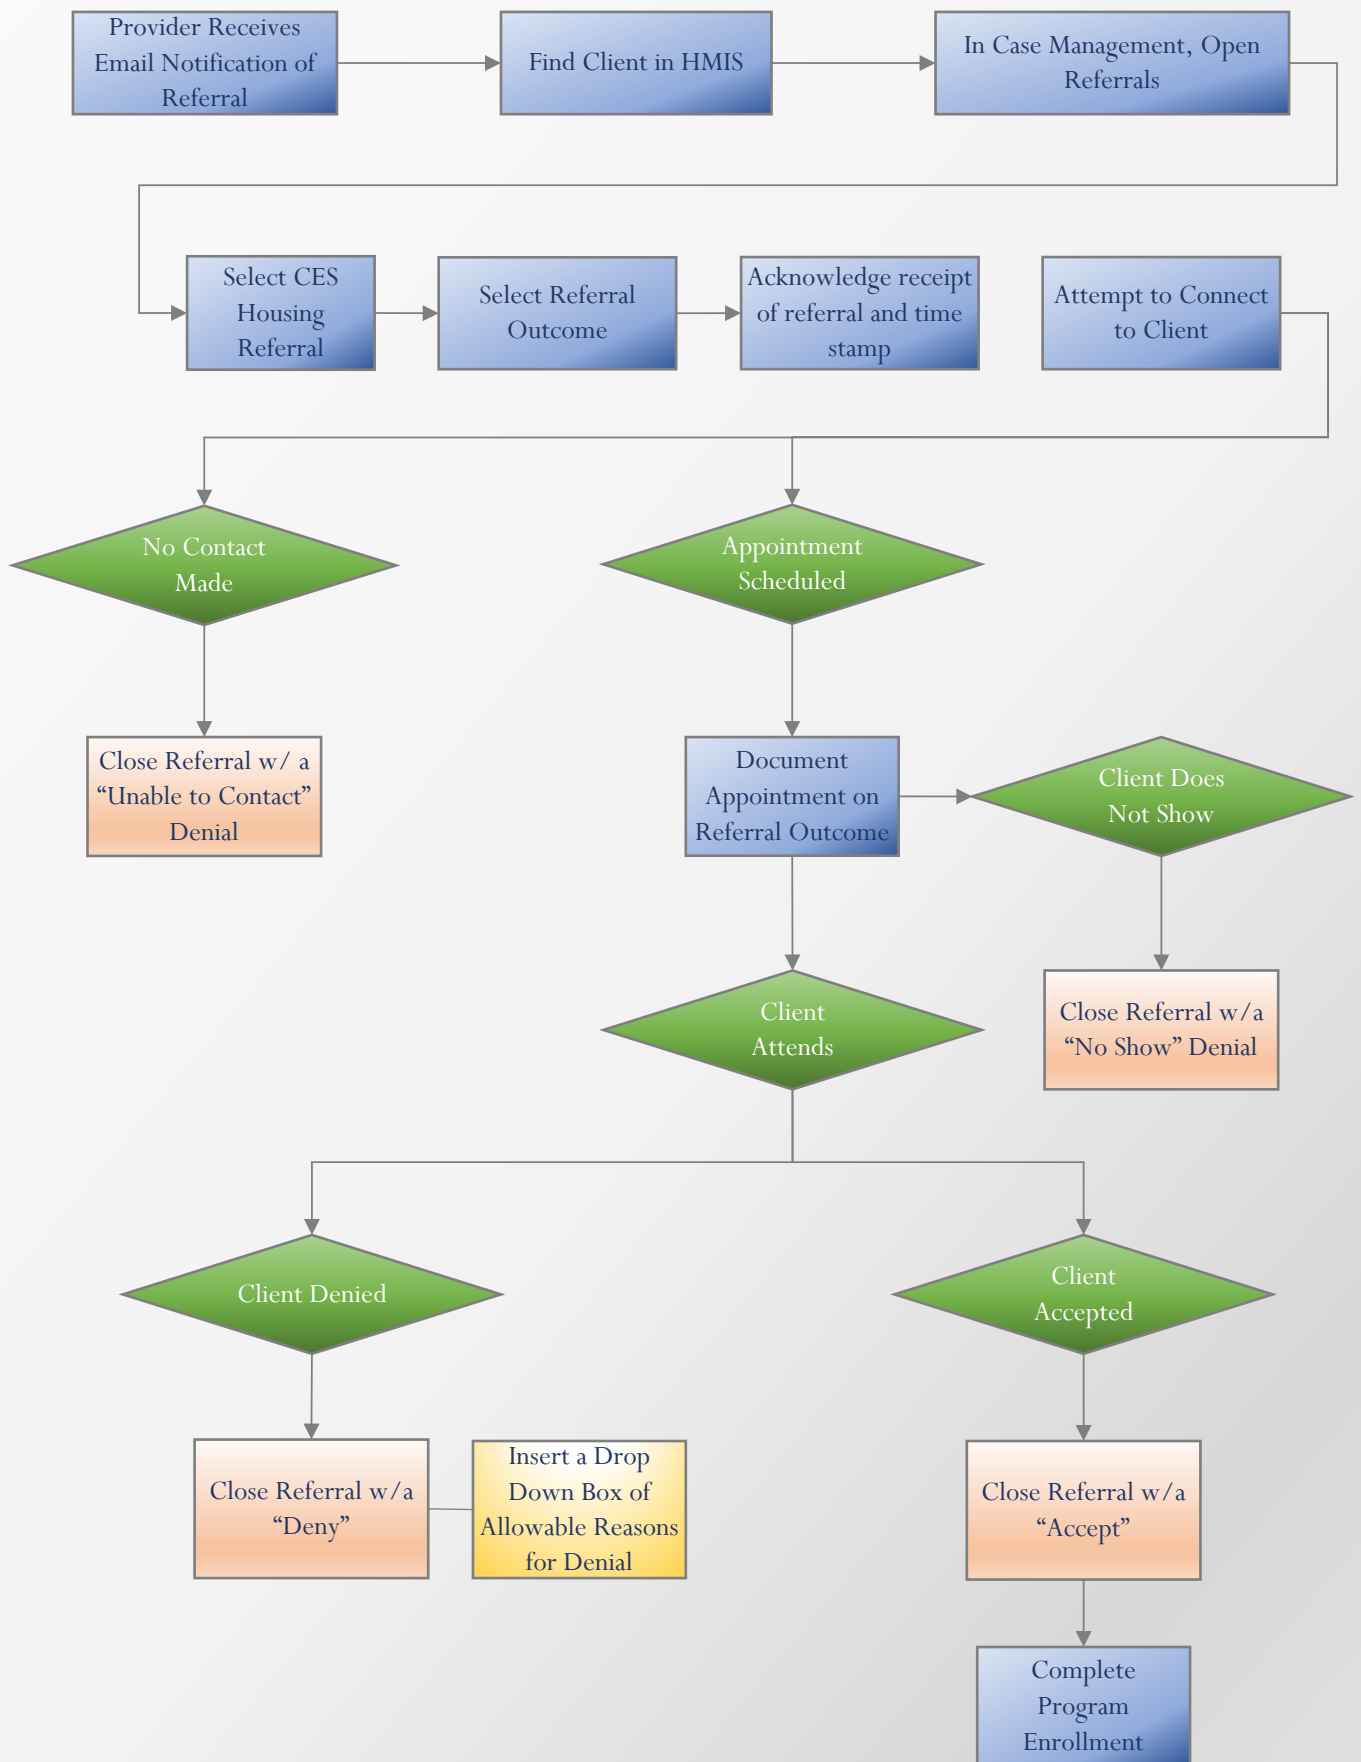 Provider Receives
Email Notification of
Referral
Find Client in HMIS
In Case Management, Open
Referrals
Select CES
Housing
Referral
Select Referral
Outcome
Acknowledge receipt
of referral and time
stamp
Attempt to Connect
to Client
No Contact
Made
Appointment
Scheduled
Close Referral w/ a
“Unable to Contact”
Denial
Document
Appointment on
Referral Outcome
Client Does
Not Show
Client
Attends
Close Referral w/a
“No Show” Denial
Client Denied
Client
Accepted
Close Referral w/a
“Deny”
Insert a Drop
Down Box of
Allowable Reasons
for Denial
Close Referral w/a
“Accept”
Complete
Program
Enrollment